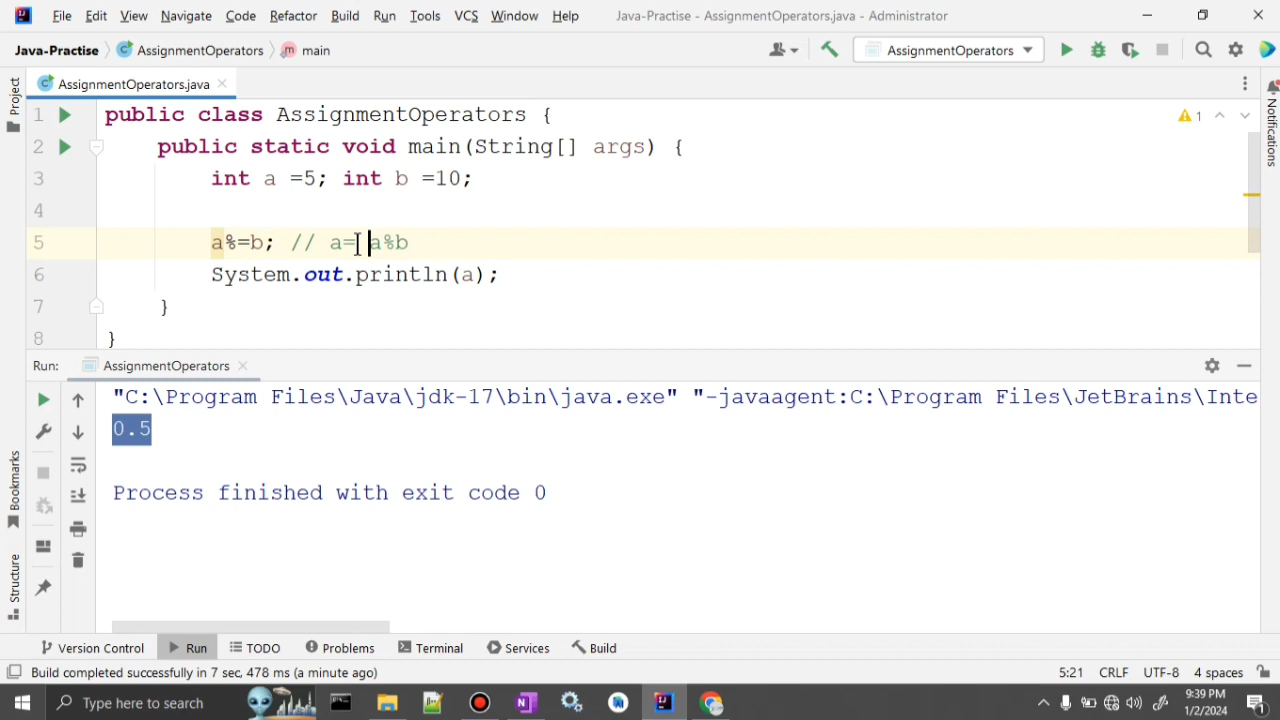 File Edit View Navigate Code Refactor Build Run Tools VCS Window Help Java-Practise - AssignmentOperators.java - Administrator
Java-Practise AssignmentOperators main AssignmentOperators
Project
AssignmentOperators.java
Notifications
1 public class AssignmentOperators { 1
2 public static void main(String[] args) {
3 int a =5; int b =10;
4
5 a%=b; // a= a%b
6 System.out.println(a);
7 }
8 }
Run: AssignmentOperators
"C:\Program Files\Java\jdk-17\bin\java.exe" "-javaagent:C:\Program Files\JetBrains\Inte
0.5
Process finished with exit code 0
Bookmarks
Structure
Version Control Run TODO Problems Terminal Services Build
Build completed successfully in 7 sec, 478 ms (a minute ago) 5:21 CRLF UTF-8 4 spaces
Type here to search
9:39 PM
1/2/2024
1